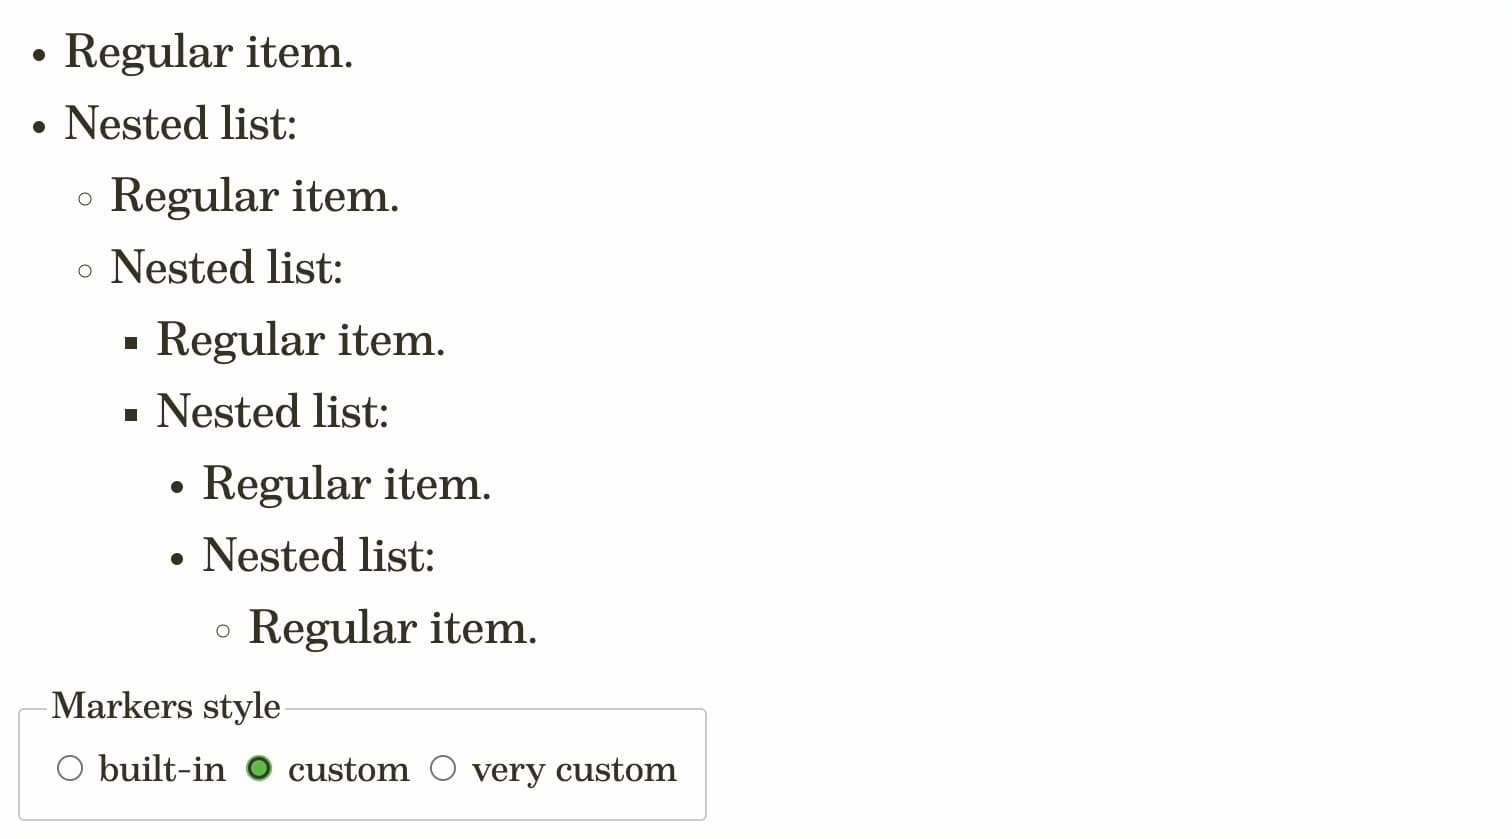 • Regular item.
• Nested list:
◦ Regular item.
◦ Nested list:
▪ Regular item.
▪ Nested list:
• Regular item.
• Nested list:
◦ Regular item.
Markers style
built-in custom very custom